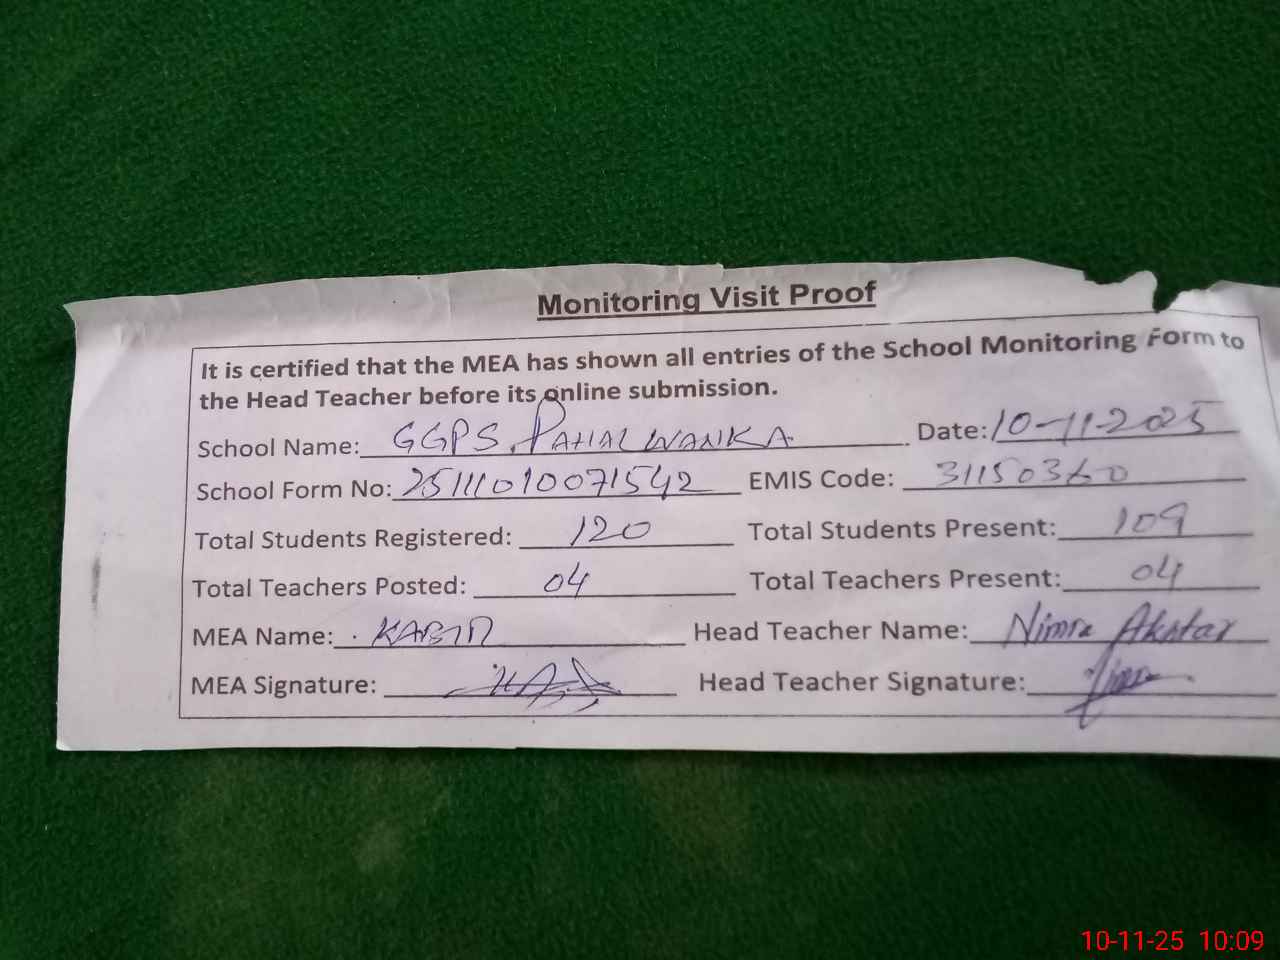 Monitoring Visit Proof
It is certified that the MEA has shown all entries of the School Monitoring Form to
the Head Teacher before its online submission.
School Name: GGPS PAHALWANKA Date: 10-11-2025
School Form No: 25111010071542 EMIS Code: 31150360
Total Students Registered: 120 Total Students Present: 109
Total Teachers Posted: 04 Total Teachers Present: 04
MEA Name: KABIR Head Teacher Name: Nimra Akhtar
MEA Signature: Head Teacher Signature: Nimra
10-11-25 10:09